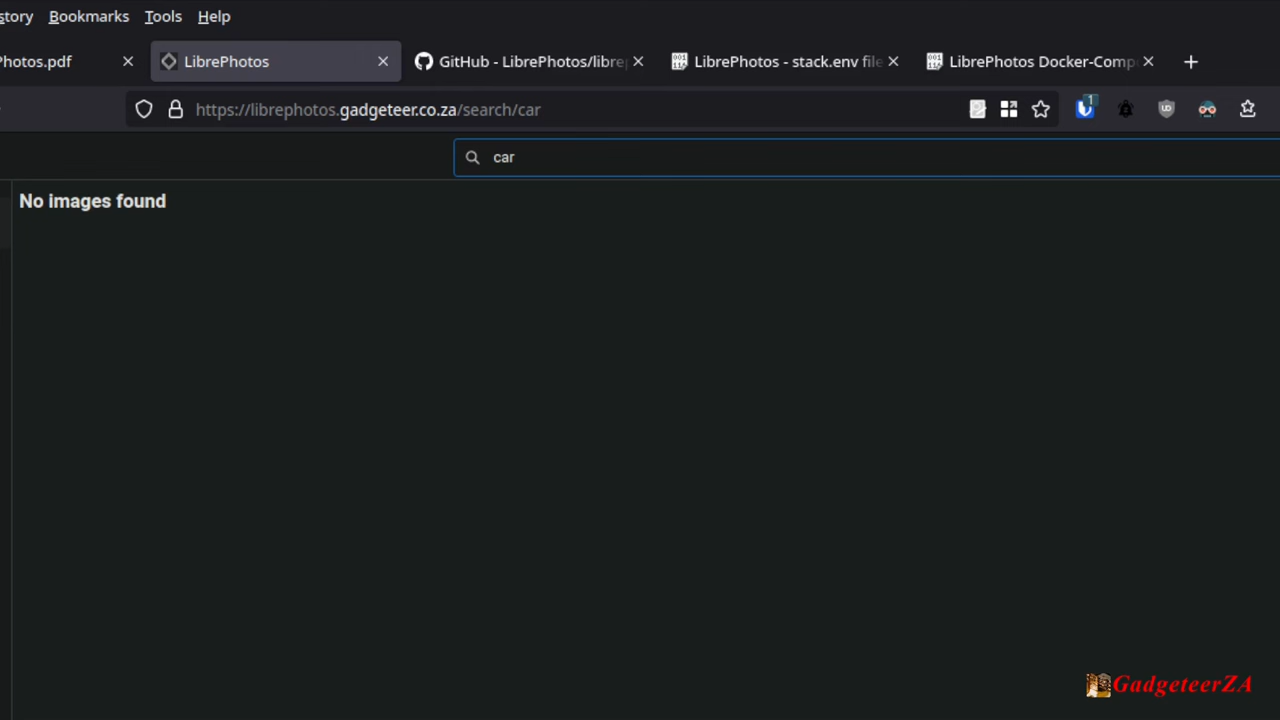 story Bookmarks Tools Help
Photos.pdf LibrePhotos GitHub - LibrePhotos/libre LibrePhotos - stack.env file LibrePhotos Docker-Comp
https://librephotos.gadgeteer.co.za/search/car 1
car
No images found
GadgeteerZA